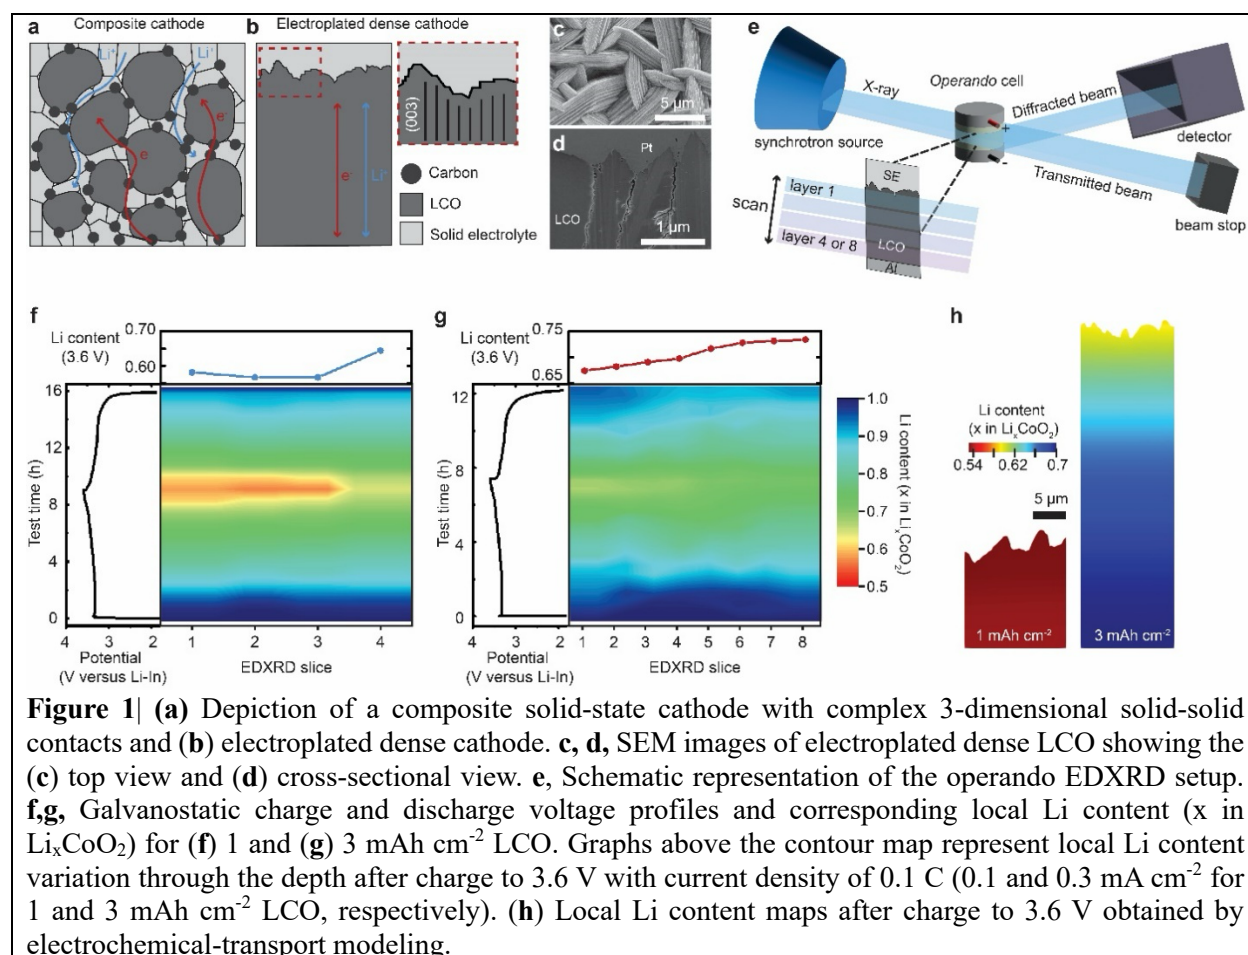 a Composite cathode
b Electroplated dense cathode
c
e
Li⁺
Li⁺
e⁻
e⁻
(003)
e⁻
Li⁺
Carbon
LCO
Solid electrolyte
5 µm
d
Pt
LCO
1 µm
X-ray
Operando cell
+
-
Diffracted beam
detector
synchrotron source
Transmitted beam
beam stop
SE
layer 1
scan
layer 4 or 8
LCO
Al
f
Li content
(3.6 V)
0.70
0.60
Test time (h)
16
12
8
4
0
4 3 2
Potential
(V versus Li-In)
1 2 3 4
EDXRD slice
g
Li content
(3.6 V)
0.75
0.65
Test time (h)
12
8
4
0
4 3 2
Potential
(V versus Li-In)
1 2 3 4 5 6 7 8
EDXRD slice
1.0
0.9
0.8
0.7
0.6
0.5
Li content (x in LiₓCoO₂)
h
Li content
(x in LiₓCoO₂)
0.54 0.62 0.7
5 µm
1 mAh cm⁻²
3 mAh cm⁻²
Figure 1| (a) Depiction of a composite solid-state cathode with complex 3-dimensional solid-solid
contacts and (b) electroplated dense cathode. c, d, SEM images of electroplated dense LCO showing the
(c) top view and (d) cross-sectional view. e, Schematic representation of the operando EDXRD setup.
f,g, Galvanostatic charge and discharge voltage profiles and corresponding local Li content (x in
LiₓCoO₂) for (f) 1 and (g) 3 mAh cm⁻² LCO. Graphs above the contour map represent local Li content
variation through the depth after charge to 3.6 V with current density of 0.1 C (0.1 and 0.3 mA cm⁻² for
1 and 3 mAh cm⁻² LCO, respectively). (h) Local Li content maps after charge to 3.6 V obtained by
electrochemical-transport modeling.